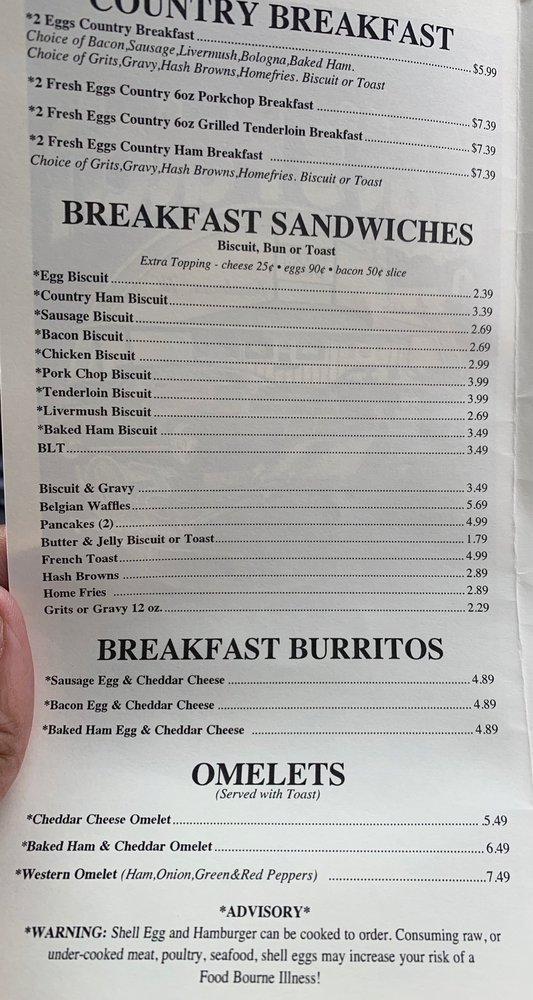 COUNTRY BREAKFAST
*2 Eggs Country Breakfast ........ $5.99
Choice of Bacon,Sausage,Livermush,Bologna,Baked Ham.
Choice of Grits,Gravy,Hash Browns,Homefries. Biscuit or Toast
*2 Fresh Eggs Country 6oz Porkchop Breakfast ........ $7.39
*2 Fresh Eggs Country 6oz Grilled Tenderloin Breakfast ........ $7.39
*2 Fresh Eggs Country Ham Breakfast ........ $7.39
Choice of Grits,Gravy,Hash Browns,Homefries. Biscuit or Toast
BREAKFAST SANDWICHES
Biscuit, Bun or Toast
Extra Topping - cheese 25¢ • eggs 90¢ • bacon 50¢ slice
*Egg Biscuit ........ 2.39
*Country Ham Biscuit ........ 3.39
*Sausage Biscuit ........ 2.69
*Bacon Biscuit ........ 2.69
*Chicken Biscuit ........ 2.99
*Pork Chop Biscuit ........ 3.99
*Tenderloin Biscuit ........ 3.99
*Livermush Biscuit ........ 2.69
*Baked Ham Biscuit ........ 3.49
BLT ........ 3.49
Biscuit & Gravy ........ 3.49
Belgian Waffles ........ 5.69
Pancakes (2) ........ 4.99
Butter & Jelly Biscuit or Toast ........ 1.79
French Toast ........ 4.99
Hash Browns ........ 2.89
Home Fries ........ 2.89
Grits or Gravy 12 oz. ........ 2.29
BREAKFAST BURRITOS
*Sausage Egg & Cheddar Cheese ........ 4.89
*Bacon Egg & Cheddar Cheese ........ 4.89
*Baked Ham Egg & Cheddar Cheese ........ 4.89
OMELETS
(Served with Toast)
*Cheddar Cheese Omelet ........ 5.49
*Baked Ham & Cheddar Omelet ........ 6.49
*Western Omelet (Ham,Onion,Green&Red Peppers) ........ 7.49
*ADVISORY*
*WARNING: Shell Egg and Hamburger can be cooked to order. Consuming raw, or
under-cooked meat, poultry, seafood, shell eggs may increase your risk of a
Food Bourne Illness!